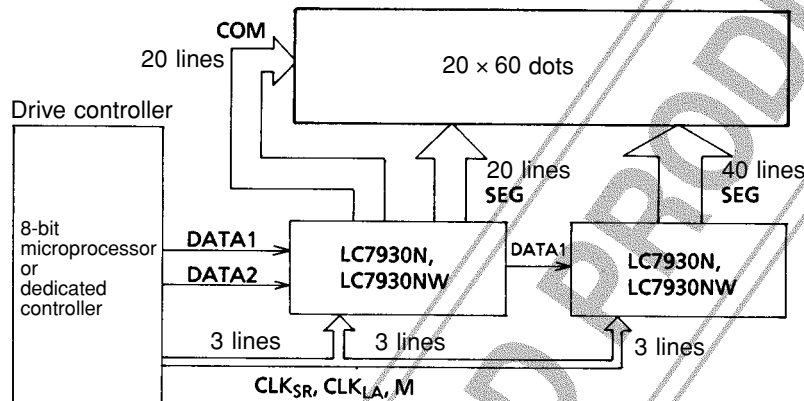 COM
20 lines
20 × 60 dots
Drive controller
20 lines
SEG
40 lines
SEG
8-bit
microprocessor
or
dedicated
controller
DATA1
DATA2
LC7930N,
LC7930NW
DATA1
LC7930N,
LC7930NW
3 lines
3 lines
3 lines
CLKSR, CLKLA, M
D PRODU